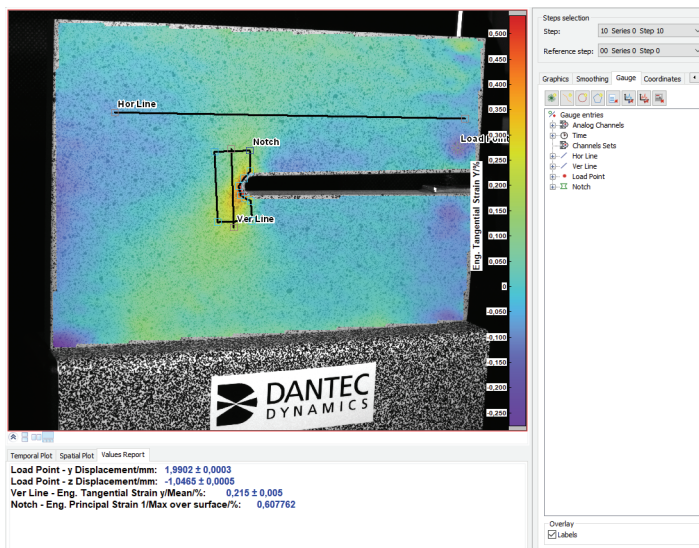 Steps selection
Step: 10 Series 0 Step 10
Reference step: 00 Series 0 Step 0
Graphics Smoothing Gauge Coordinates
Gauge entries
Analog Channels
Time
Channels Sets
Hor Line
Ver Line
Load Point
Notch
Overlay
Labels
0,500
0,450
0,400
0,350
0,300
0,250
0,200
0,150
0,100
0,050
0
-0,050
-0,100
-0,150
-0,200
-0,250
Eng. Tangential Strain Y/%
Hor Line
Notch
Load Point
Ver Line
DANTEC
DYNAMICS
Temporal Plot Spatial Plot Values Report
Load Point - y Displacement/mm: 1,9902 ± 0,0003
Load Point - z Displacement/mm: -1,0465 ± 0,0005
Ver Line - Eng. Tangential Strain y/Mean/%: 0,215 ± 0,005
Notch - Eng. Principal Strain 1/Max over surface/%: 0,607762